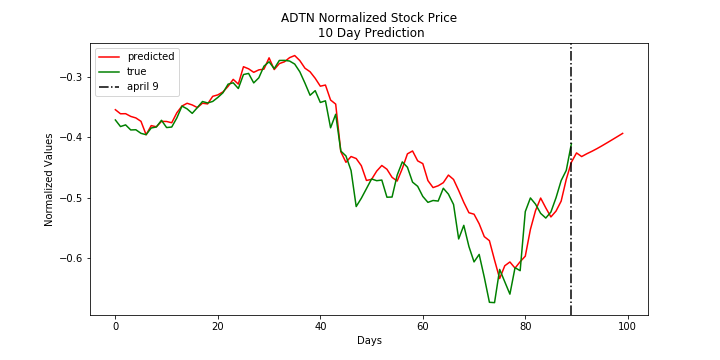 ADTN Normalized Stock Price
10 Day Prediction
predicted
true
april 9
Normalized Values
−0.3
−0.4
−0.5
−0.6
0
20
40
60
80
100
Days